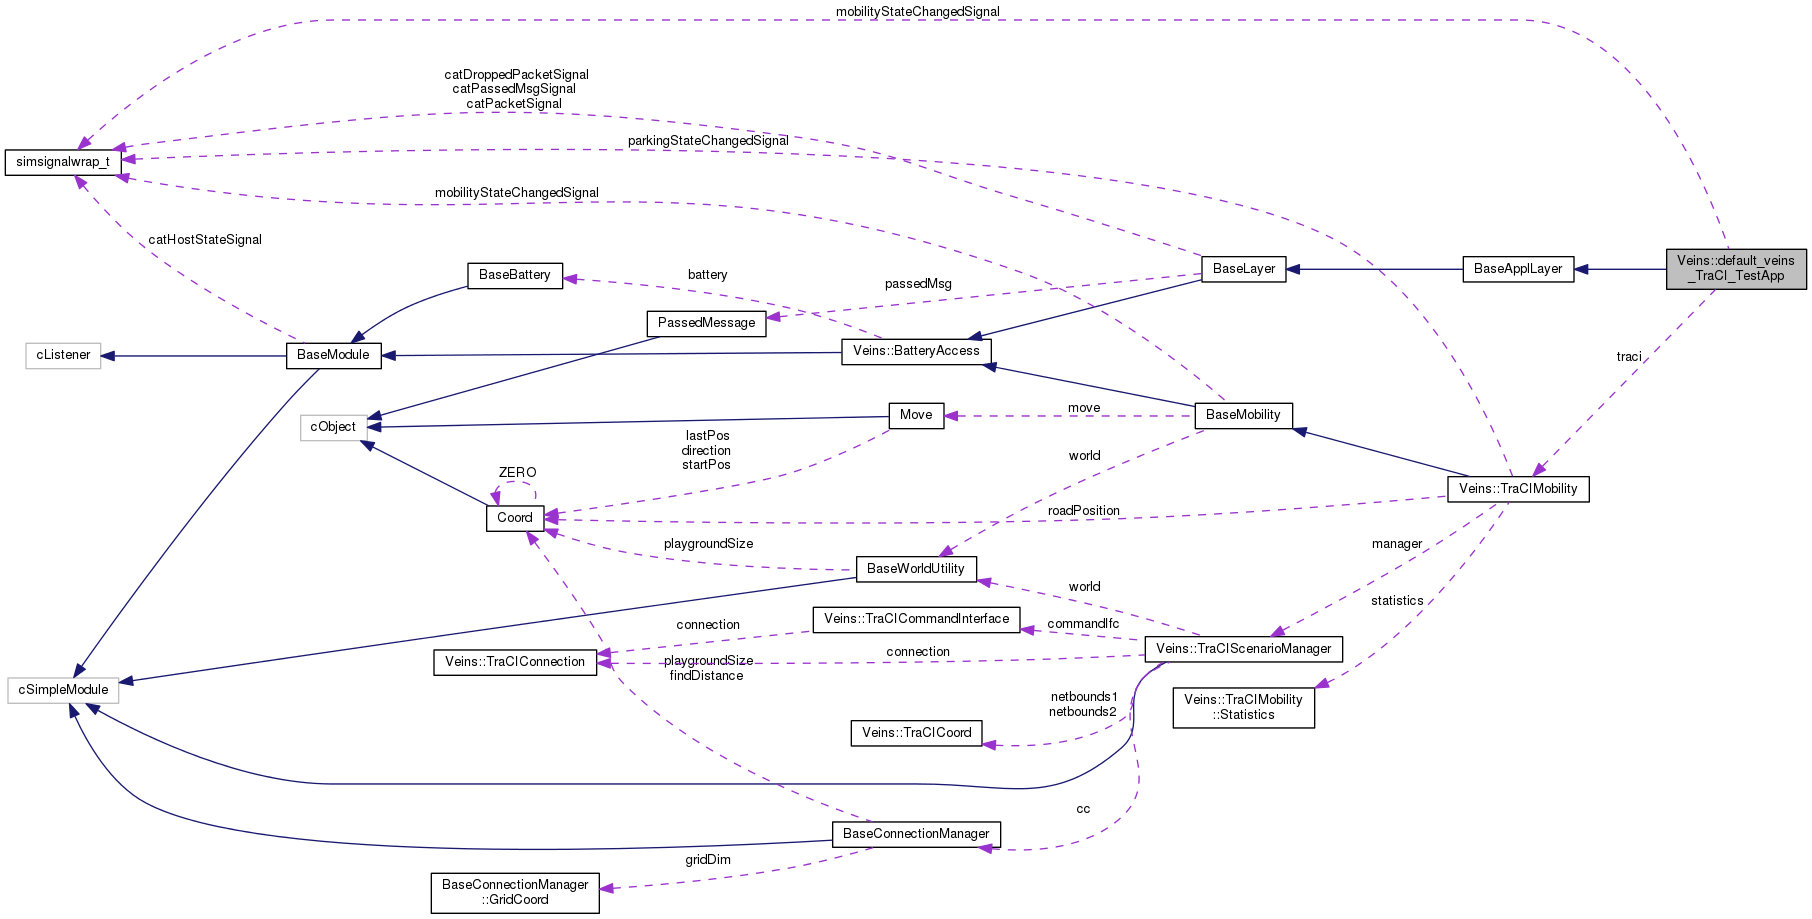 mobilityStateChangedSignal
catDroppedPacketSignal
catPassedMsgSignal
catPacketSignal
parkingStateChangedSignal
simsignalwrap_t
mobilityStateChangedSignal
catHostStateSignal
Veins::default_veins
_TraCI_TestApp
BaseLayer
BaseApplLayer
BaseBattery
battery
passedMsg
PassedMessage
cListener
BaseModule
Veins::BatteryAccess
traci
Move
move
BaseMobility
cObject
lastPos
direction
startPos
world
ZERO
Veins::TraCIMobility
Coord
roadPosition
playgroundSize
manager
BaseWorldUtility
world
statistics
Veins::TraCICommandInterface
commandIfc
connection
Veins::TraCIConnection
connection
Veins::TraCIScenarioManager
playgroundSize
findDistance
cSimpleModule
netbounds1
netbounds2
Veins::TraCIMobility
::Statistics
Veins::TraCICoord
cc
BaseConnectionManager
gridDim
BaseConnectionManager
::GridCoord